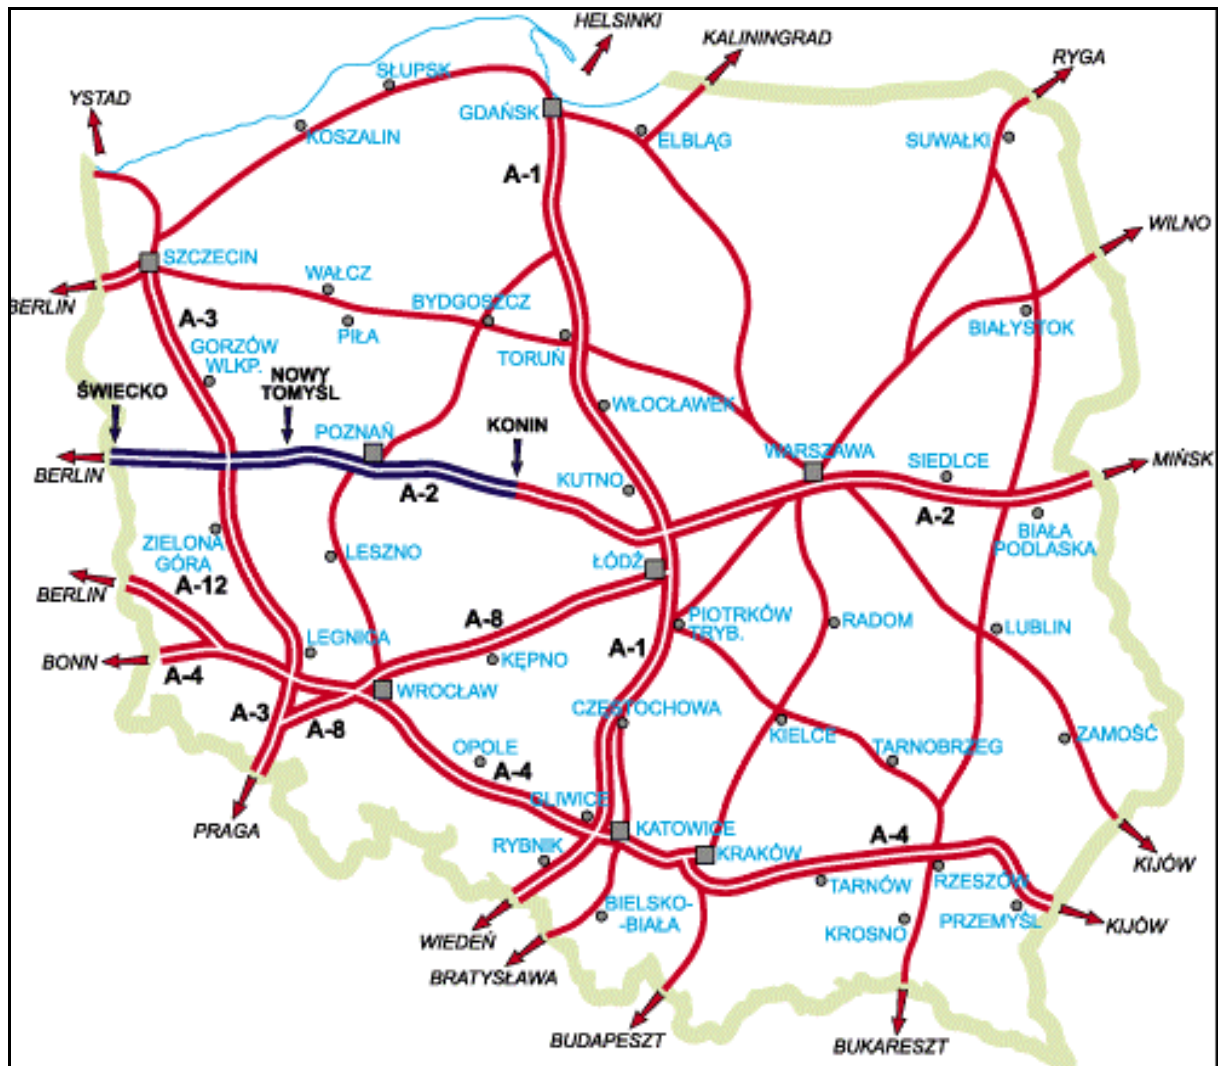 HELSINKI
KALININGRAD
RYGA
SŁUPSK
YSTAD
GDAŃSK
KOSZALIN
ELBLĄG
SUWAŁKI
A-1
WILNO
SZCZECIN
WAŁCZ
BERLIN
BYDGOSZCZ
A-3
PIŁA
BIAŁYSTOK
GORZÓW
WLKP.
TORUŃ
NOWY
TOMYŚL
ŚWIECKO
WŁOCŁAWEK
POZNAŃ
KONIN
WARSZAWA
SIEDLCE
MIŃSK
BERLIN
KUTNO
A-2
A-2
BIAŁA
PODLASKA
ZIELONA
GÓRA
LESZNO
ŁÓDŹ
BERLIN
A-12
A-8
PIOTRKÓW
TRYB.
RADOM
LUBLIN
LEGNICA
A-1
BONN
A-4
KĘPNO
WROCŁAW
A-3
A-8
CZĘSTOCHOWA
KIELCE
ZAMOŚĆ
OPOLE
TARNOBRZEG
A-4
GLIWICE
PRAGA
KATOWICE
A-4
RYBNIK
KRAKÓW
KIJÓW
TARNÓW
RZESZÓW
BIELSKO-
-BIAŁA
PRZEMYŚL
KIJÓW
KROSNO
WIEDEŃ
BRATYSŁAWA
BUDAPESZT
BUKARESZT